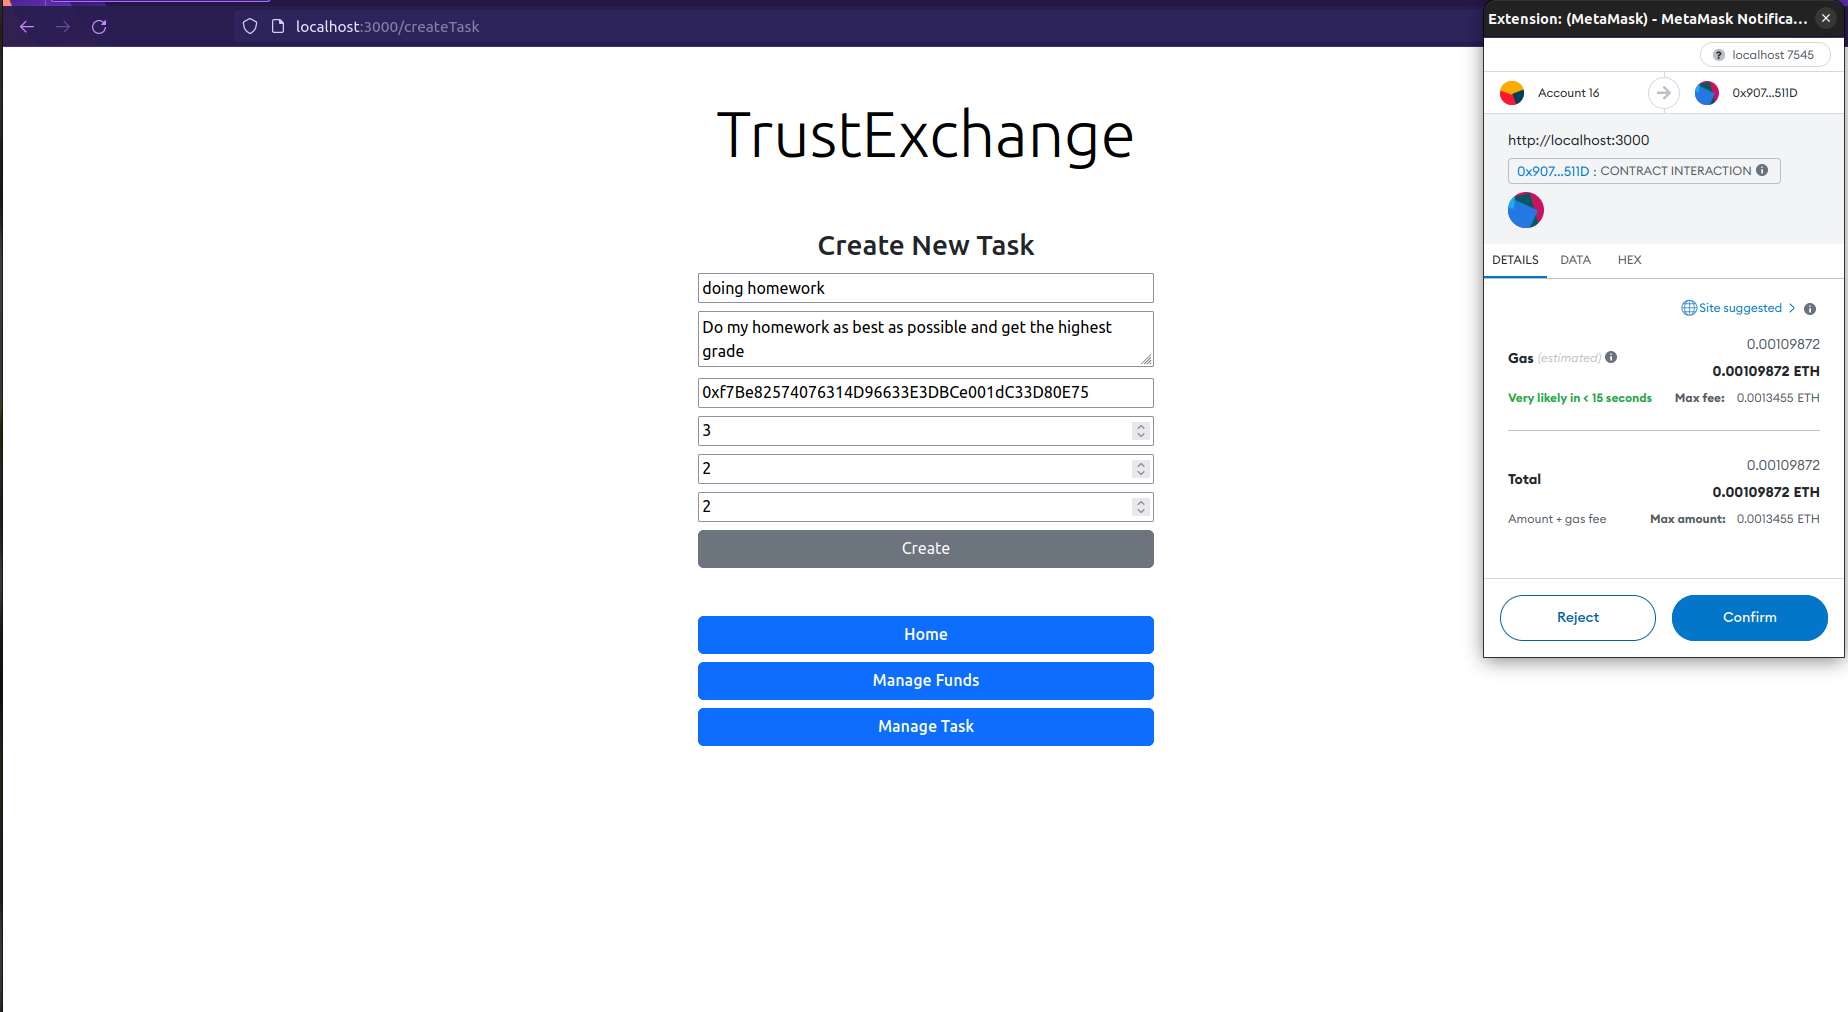 localhost:3000/createTask
TrustExchange
Create New Task
doing homework
Do my homework as best as possible and get the highest
grade
0xf7Be82574076314D96633E3DBCe001dC33D80E75
3
2
2
Create
Home
Manage Funds
Manage Task
Extension: (MetaMask) - MetaMask Notifica...
localhost 7545
Account 16
0x907...511D
http://localhost:3000
0x907...511D : CONTRACT INTERACTION
DETAILS DATA HEX
Site suggested >
0.00109872
Gas (estimated)
0.00109872 ETH
Very likely in < 15 seconds Max fee: 0.0013455 ETH
0.00109872
Total
0.00109872 ETH
Amount + gas fee Max amount: 0.0013455 ETH
Reject Confirm